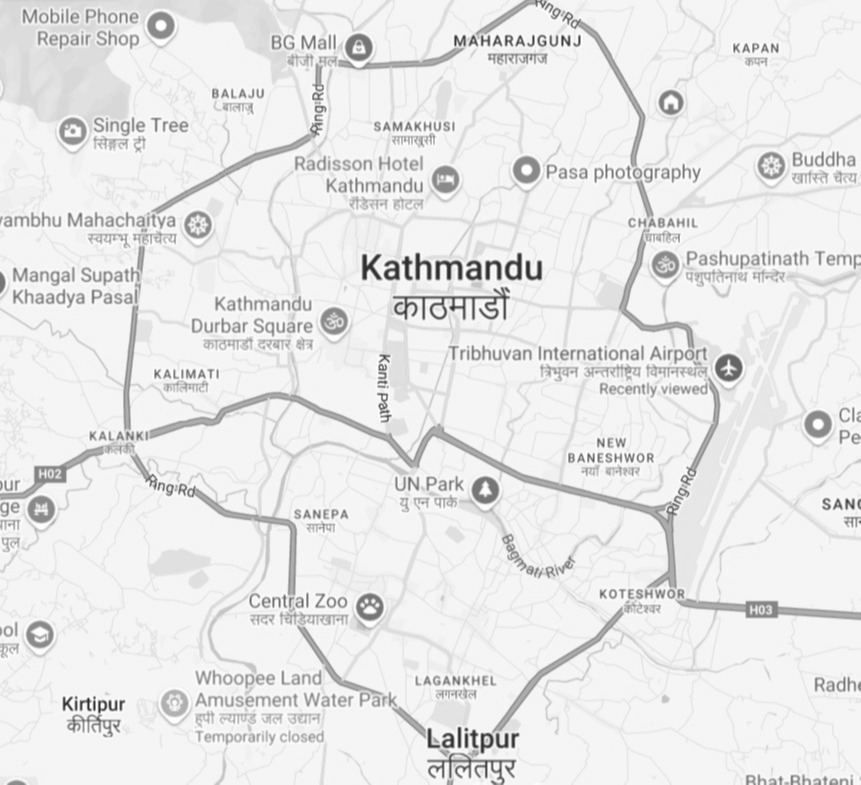 Mobile Phone
Repair Shop
Ring Rd
BG Mall
बीजी मल
MAHARAJGUNJ
महाराजगंज
KAPAN
कपन
BALAJU
बालाजु
Ring Rd
Single Tree
सिङ्गल ट्री
SAMAKHUSI
सामाखुसी
Radisson Hotel
Kathmandu
रेडिसन होटल
Pasa photography
Buddha
खास्ति चैत्य
yambhu Mahachaitya
स्वयम्भू महाचैत्य
CHABAHIL
चाबहिल
Mangal Supath
Khaadya Pasal
Kathmandu
काठमाडौँ
Pashupatinath Temp
पशुपतिनाथ मन्दिर
Kathmandu
Durbar Square
काठमाडौं दरबार क्षेत्र
Tribhuvan International Airport
त्रिभुवन अन्तर्राष्ट्रिय विमानस्थल
Recently viewed
KALIMATI
कालिमाटी
Kanti Path
Cla
Pe
KALANKI
कलंकी
NEW
BANESHWOR
नयाँ बानेश्वर
H02
Ring Rd
UN Park
यु एन पार्क
Ring Rd
SANEPA
सानेपा
पुल
Bagmati River
Central Zoo
सदर चिडियाखाना
KOTESHWOR
कोटेश्वर
H03
ool
कूल
Whoopee Land
Amusement Water Park
हुपी ल्याण्ड जल उद्यान
Temporarily closed
LAGANKHEL
लगनखेल
Radhe
Kirtipur
कीर्तिपुर
Lalitpur
ललितपुर
Bhat-Bhateni